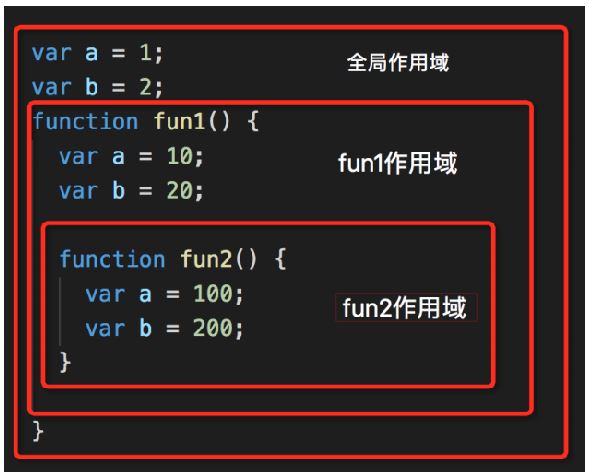 var a = 1;
全局作用域
var b = 2;
function fun1() {
var a = 10;
fun1作用域
var b = 20;
function fun2() {
var a = 100;
fun2作用域
var b = 200;
}
}